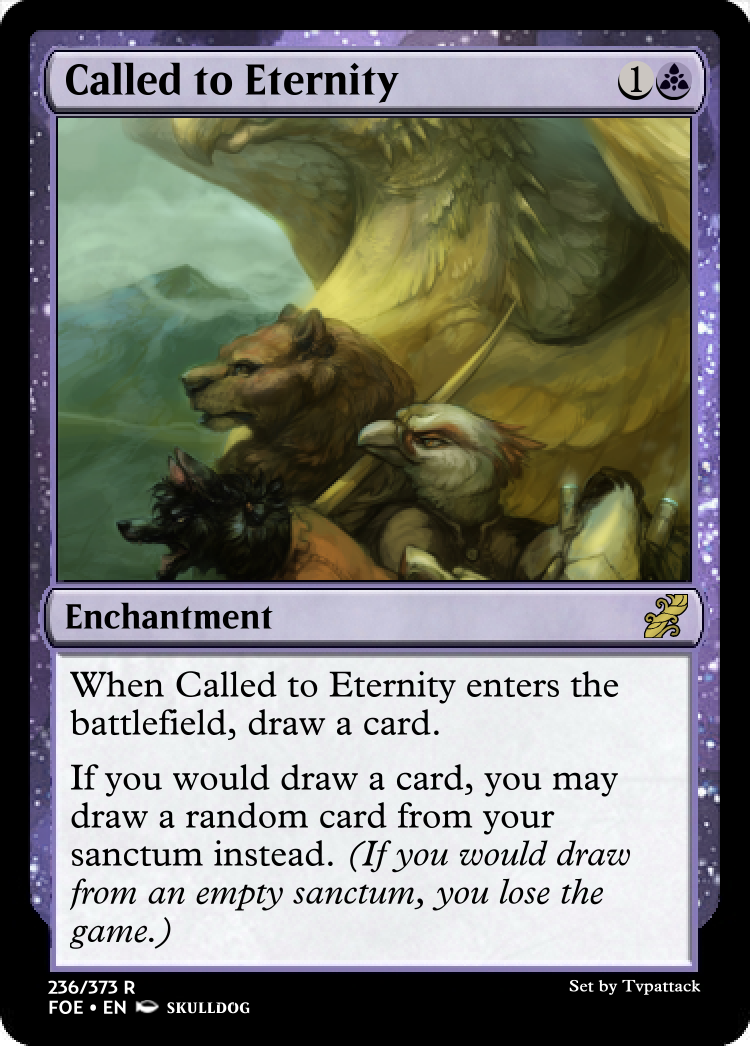 Called to Eternity
1
Enchantment
When Called to Eternity enters the
battlefield, draw a card.
If you would draw a card, you may
draw a random card from your
sanctum instead. (If you would draw
from an empty sanctum, you lose the
game.)
236/373 R
Set by Tvpattack
FOE • EN SKULLDOG